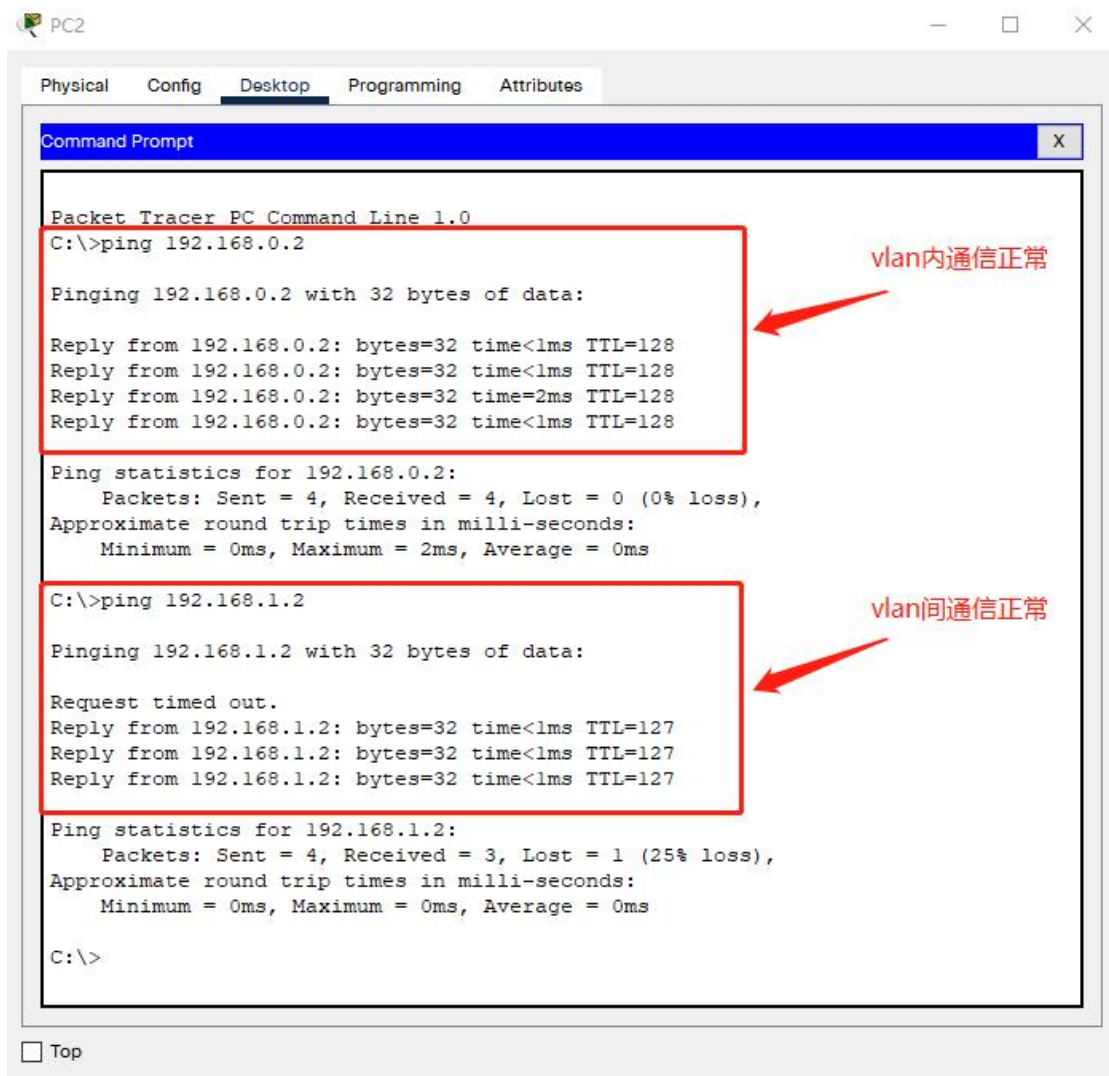 PC2
Physical Config Desktop Programming Attributes
Command Prompt
X
Packet Tracer PC Command Line 1.0
C:\>ping 192.168.0.2
vlan内通信正常
Pinging 192.168.0.2 with 32 bytes of data:
Reply from 192.168.0.2: bytes=32 time<1ms TTL=128
Reply from 192.168.0.2: bytes=32 time<1ms TTL=128
Reply from 192.168.0.2: bytes=32 time=2ms TTL=128
Reply from 192.168.0.2: bytes=32 time<1ms TTL=128
Ping statistics for 192.168.0.2:
Packets: Sent = 4, Received = 4, Lost = 0 (0% loss),
Approximate round trip times in milli-seconds:
Minimum = 0ms, Maximum = 2ms, Average = 0ms
C:\>ping 192.168.1.2
vlan间通信正常
Pinging 192.168.1.2 with 32 bytes of data:
Request timed out.
Reply from 192.168.1.2: bytes=32 time<1ms TTL=127
Reply from 192.168.1.2: bytes=32 time<1ms TTL=127
Reply from 192.168.1.2: bytes=32 time<1ms TTL=127
Ping statistics for 192.168.1.2:
Packets: Sent = 4, Received = 3, Lost = 1 (25% loss),
Approximate round trip times in milli-seconds:
Minimum = 0ms, Maximum = 0ms, Average = 0ms
C:\>
Top